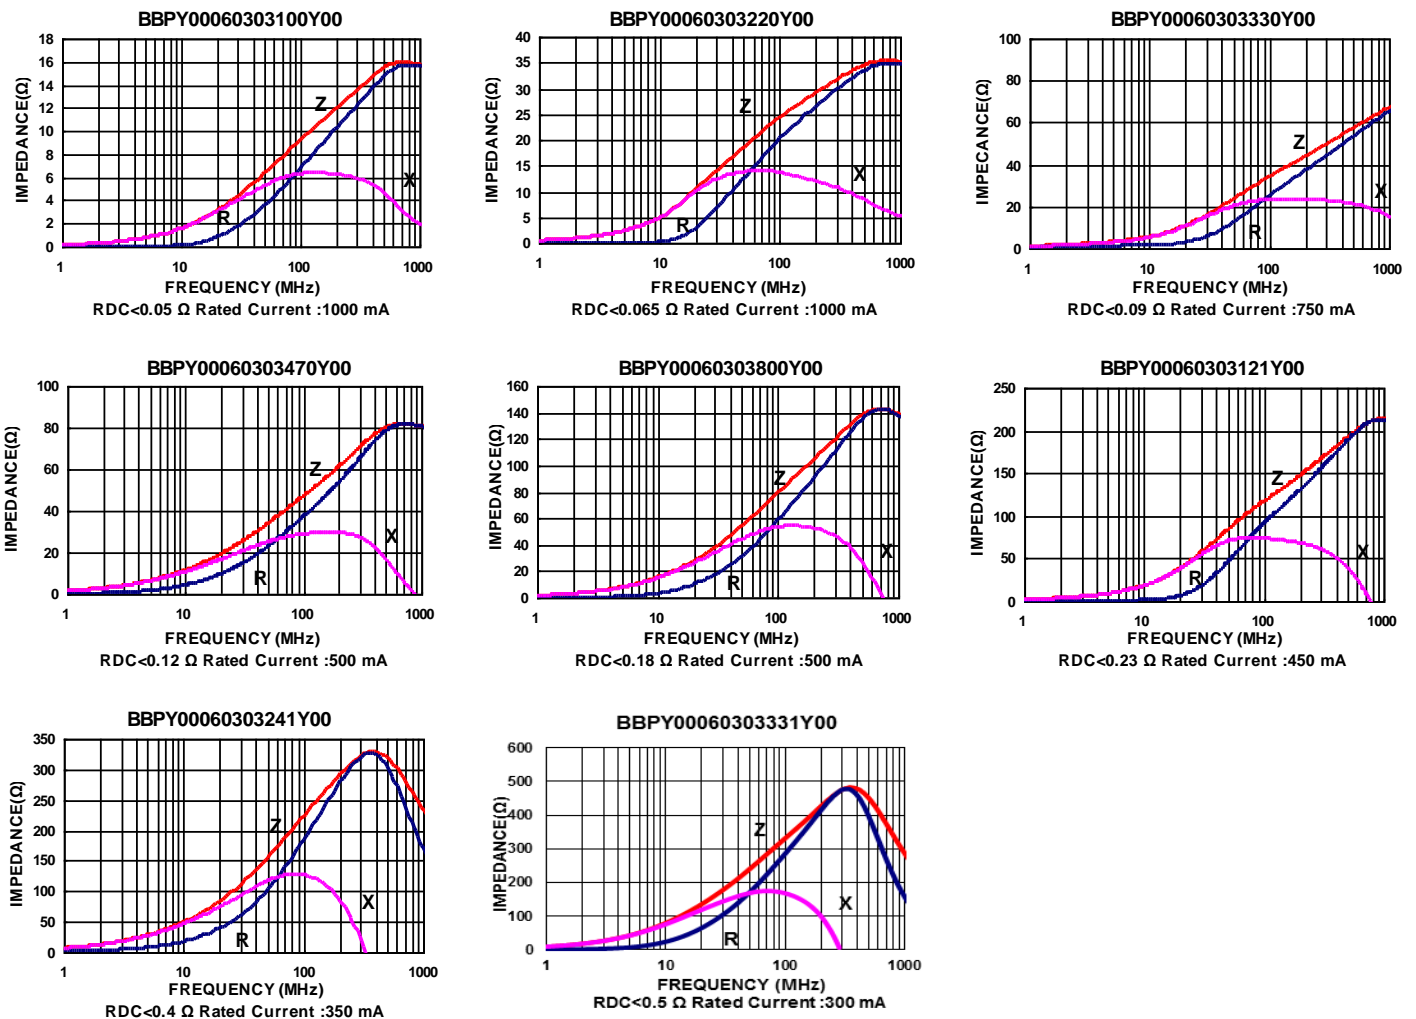 BBPY00060303100Y00
IMPEDANCE(Ω)
18
16
14
12
10
8
6
4
2
0
Z
X
R
1 10 100 1000
FREQUENCY (MHz)
RDC<0.05 Ω Rated Current :1000 mA
BBPY00060303220Y00
IMPEDANCE(Ω)
40
35
30
25
20
15
10
5
0
Z
X
R
1 10 100 1000
FREQUENCY (MHz)
RDC<0.065 Ω Rated Current :1000 mA
BBPY00060303330Y00
IMPECANCE(Ω)
100
80
60
40
20
0
Z
X
R
1 10 100 1000
FREQUENCY (MHz)
RDC<0.09 Ω Rated Current :750 mA
BBPY00060303470Y00
IMPEDANCE(Ω)
100
80
60
40
20
0
Z
X
R
1 10 100 1000
FREQUENCY (MHz)
RDC<0.12 Ω Rated Current :500 mA
BBPY00060303800Y00
IMPEDANCE(Ω)
160
140
120
100
80
60
40
20
0
Z
X
R
1 10 100 1000
FREQUENCY (MHz)
RDC<0.18 Ω Rated Current :500 mA
BBPY00060303121Y00
IMPEDANCE(Ω)
250
200
150
100
50
0
Z
X
R
1 10 100 1000
FREQUENCY (MHz)
RDC<0.23 Ω Rated Current :450 mA
BBPY00060303241Y00
IMPEDANCE(Ω)
350
300
250
200
150
100
50
0
Z
X
R
1 10 100 1000
FREQUENCY (MHz)
RDC<0.4 Ω Rated Current :350 mA
BBPY00060303331Y00
IMPEDANCE(Ω)
600
500
400
300
200
100
0
Z
X
R
1 10 100 1000
FREQUENCY (MHz)
RDC<0.5 Ω Rated Current :300 mA